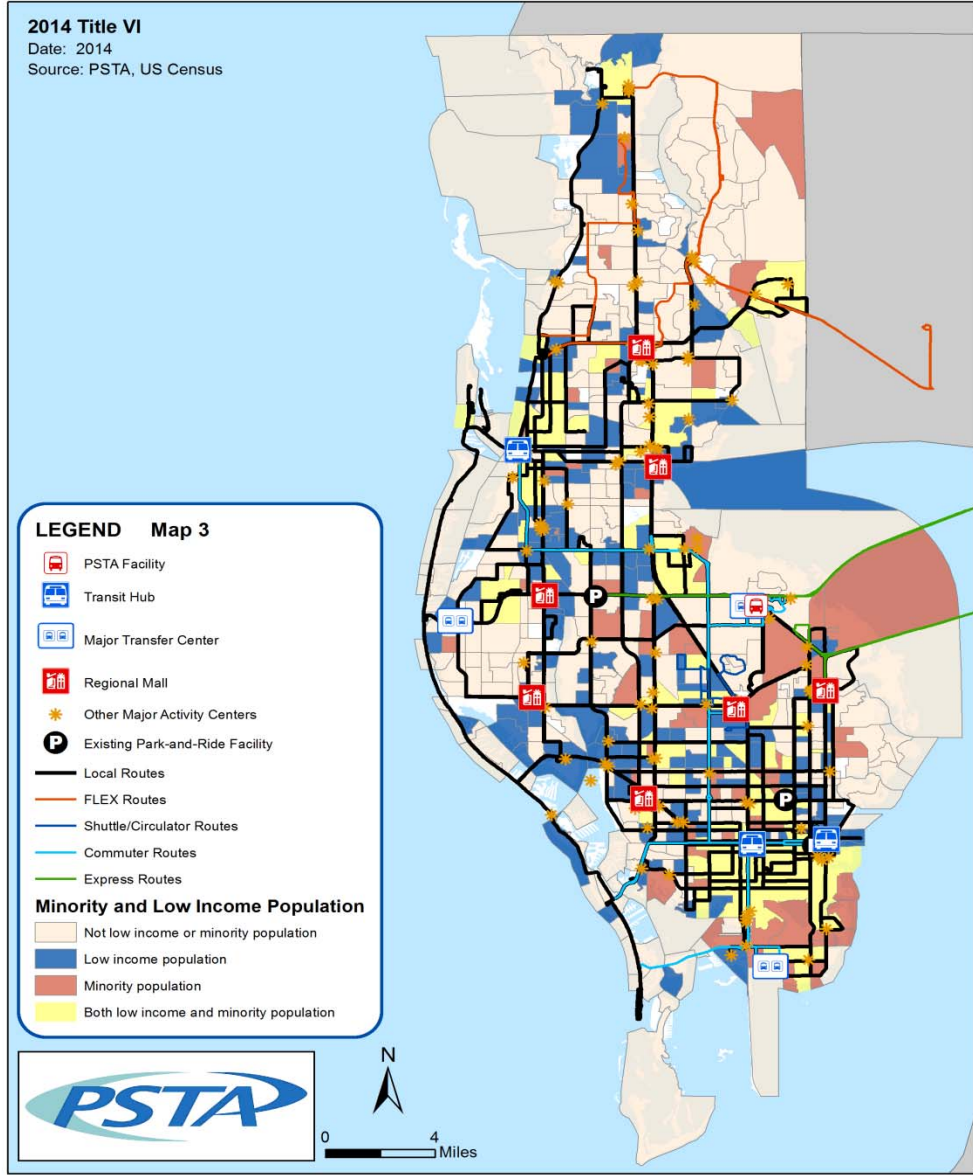 2014 Title VI
Date: 2014
Source: PSTA, US Census
LEGEND Map 3
PSTA Facility
Transit Hub
Major Transfer Center
Regional Mall
Other Major Activity Centers
P Existing Park-and-Ride Facility
Local Routes
FLEX Routes
Shuttle/Circulator Routes
Commuter Routes
Express Routes
Minority and Low Income Population
Not low income or minority population
Low income population
Minority population
Both low income and minority population
P
P
PSTA
N
0 4
Miles